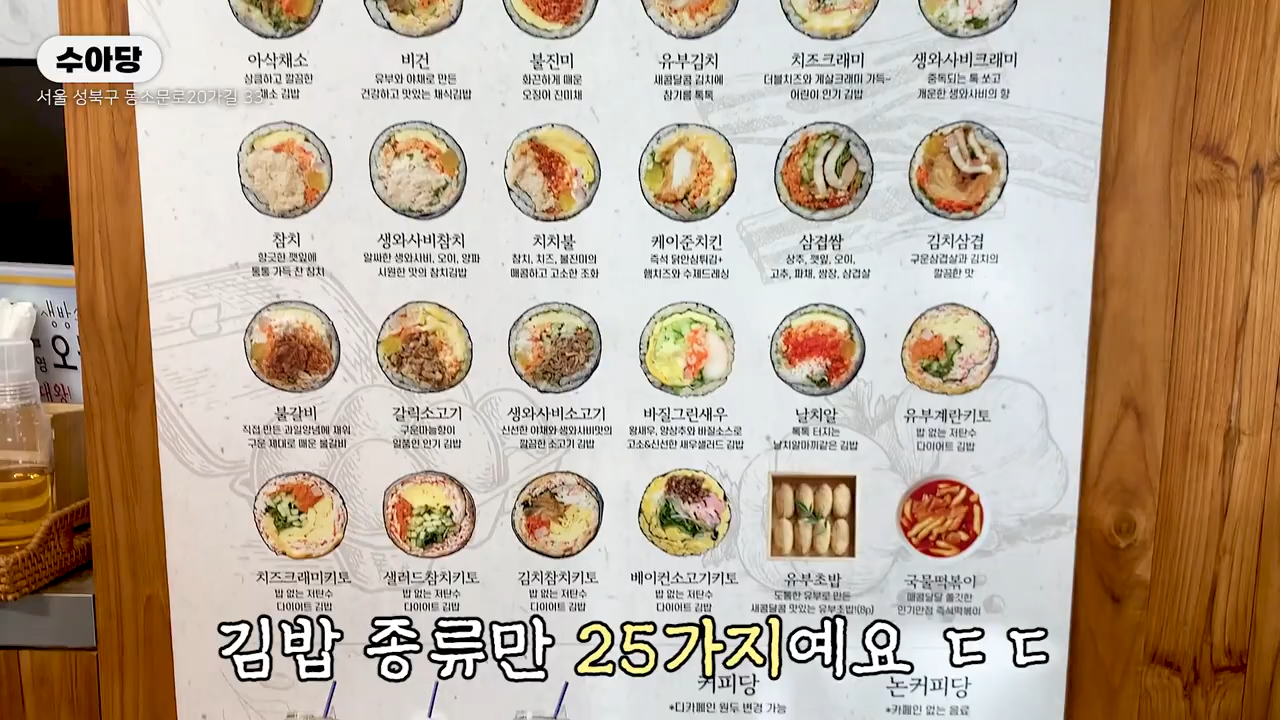 수아당
서울 성북구 동소문로20가길 33
아삭채소
상큼하고 깔끔한
채소 김밥
비건
유부와 야채로 만든
건강하고 맛있는 채식김밥
불진미
화끈하게 매운
오징어 진미채
유부김치
새콤달콤 김치에
참기름 톡톡
치즈크래미
더블치즈와 게살크래미 가득~
어린이 인기 김밥
생와사비크래미
중독되는 톡 쏘고
개운한 생와사비의 향
참치
향긋한 깻잎에
통통 가득 찬 참치
생와사비참치
알싸한 생와사비, 오이, 양파
시원한 맛의 참치김밥
치치불
참치, 치즈, 불진미의
매콤하고 고소한 조화
케이준치킨
즉석 닭안심튀김+
햄치즈와 수제드레싱
삼겹쌈
상추, 깻잎, 오이,
고추, 파채, 쌈장, 삼겹살
김치삼겹
구운삼겹살과 김치의
깔끔한 맛
불갈비
직접 만든 과일양념에 재워
구운 제대로 매운 불갈비
갈릭소고기
구운마늘향이
일품인 인기 김밥
생와사비소고기
신선한 야채와 생와사비맛의
깔끔한 소고기 김밥
바질그린새우
왕새우, 양상추와 바질소스로
고소&신선한 새우샐러드 김밥
날치알
톡톡 터지는
날치알마끼같은 김밥
유부계란키토
밥 없는 저탄수
다이어트 김밥
치즈크래미키토
밥 없는 저탄수
다이어트 김밥
샐러드참치키토
밥 없는 저탄수
다이어트 김밥
김치참치키토
밥 없는 저탄수
다이어트 김밥
베이컨소고기키토
밥 없는 저탄수
다이어트 김밥
유부초밥
도톰한 유부로 만든
새콤달콤 맛있는 유부초밥(8p)
국물떡볶이
매콤달달 쫄깃한
인기만점 즉석떡볶이
김밥 종류만 25가지예요 ㄷㄷ
커피당
*디카페인 원두 변경 가능
논커피당
*카페인 없는 음료